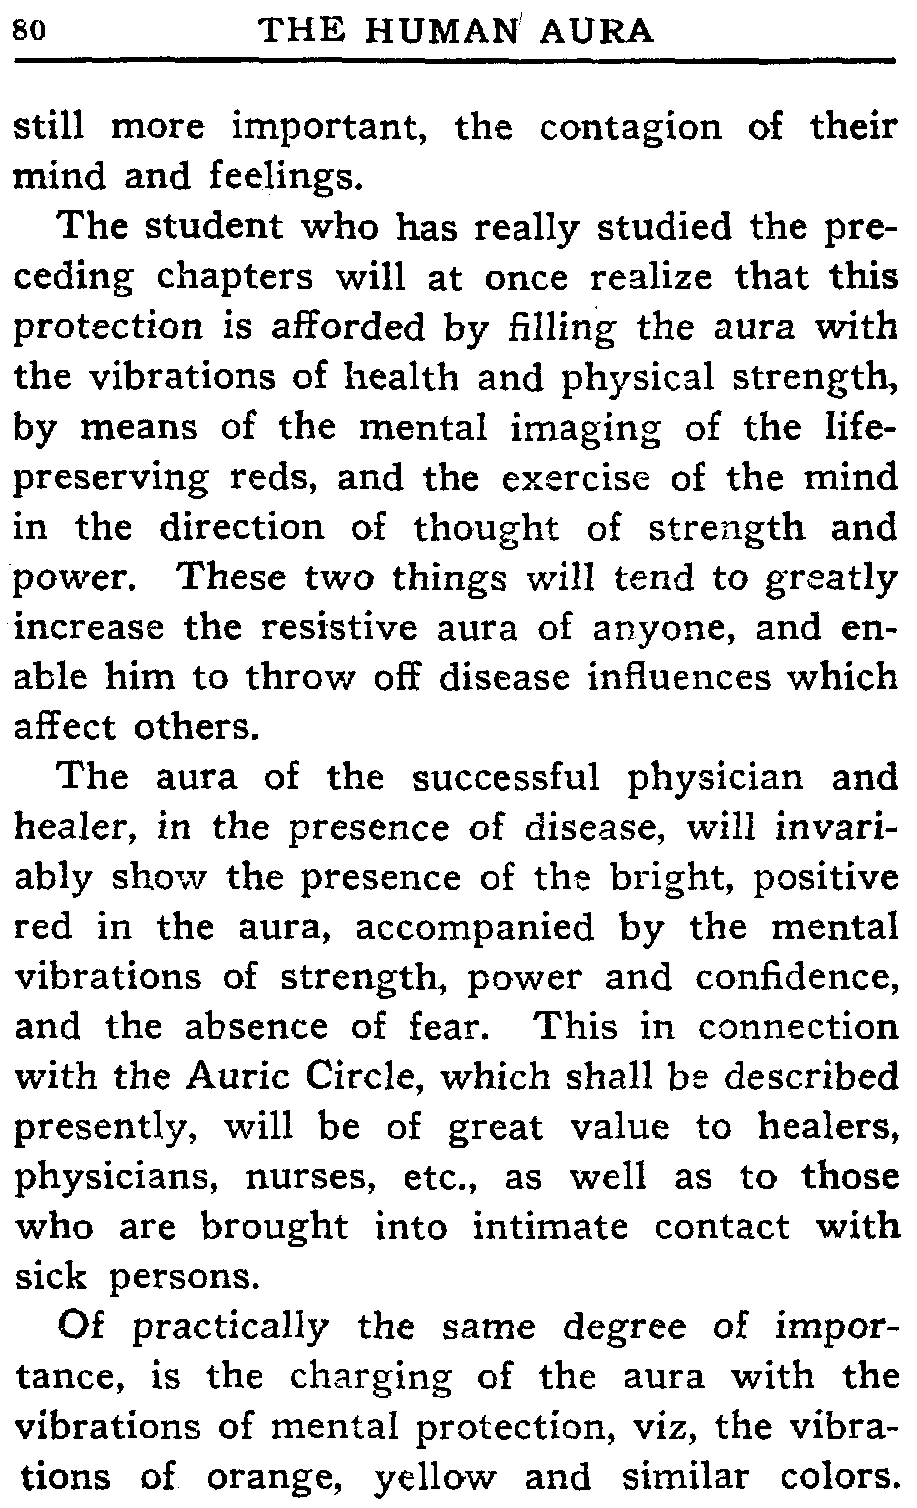 80 THE HUMAN AURA
still more important, the contagion of their
mind and feelings.
The student who has really studied the pre-
ceding chapters will at once realize that this
protection is afforded by filling the aura with
the vibrations of health and physical strength,
by means of the mental imaging of the life-
preserving reds, and the exercise of the mind
in the direction of thought of strength and
power. These two things will tend to greatly
increase the resistive aura of anyone, and en-
able him to throw off disease influences which
affect others.
The aura of the successful physician and
healer, in the presence of disease, will invari-
ably show the presence of the bright, positive
red in the aura, accompanied by the mental
vibrations of strength, power and confidence,
and the absence of fear. This in connection
with the Auric Circle, which shall be described
presently, will be of great value to healers,
physicians, nurses, etc., as well as to those
who are brought into intimate contact with
sick persons.
Of practically the same degree of impor-
tance, is the charging of the aura with the
vibrations of mental protection, viz, the vibra-
tions of orange, yellow and similar colors.